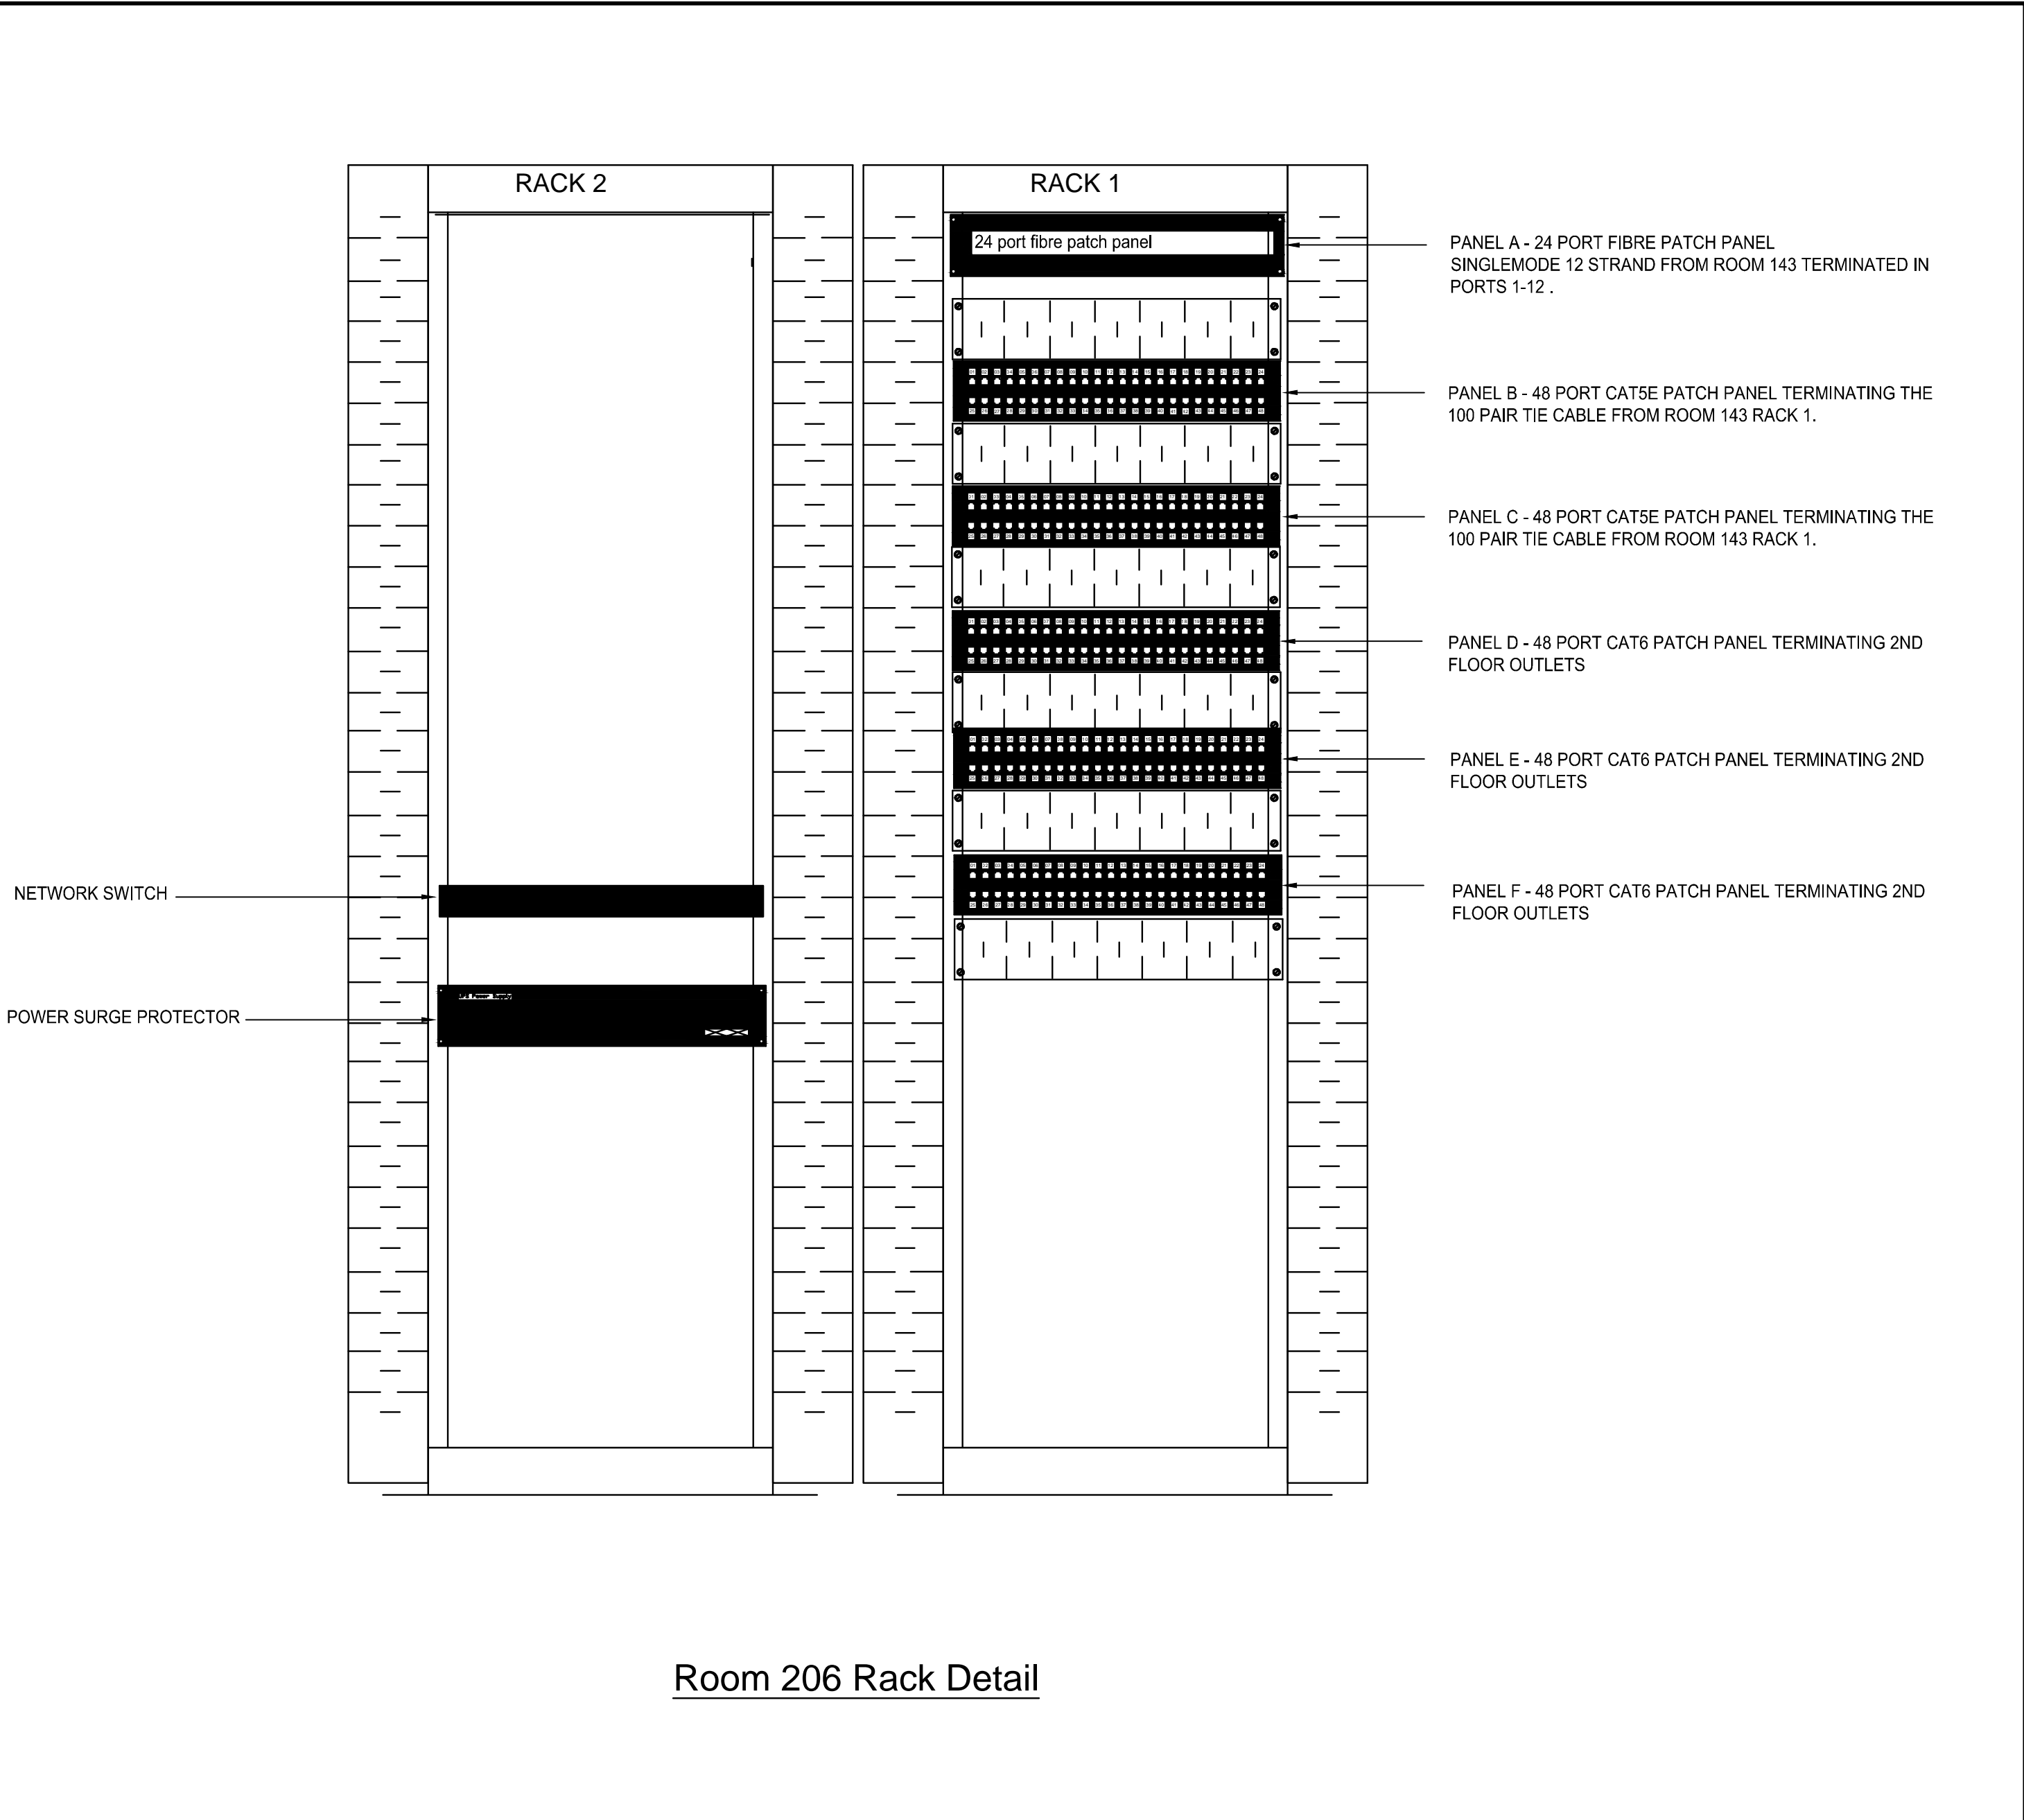 RACK 2
RACK 1
24 port fibre patch panel
PANEL A - 24 PORT FIBRE PATCH PANEL
SINGLEMODE 12 STRAND FROM ROOM 143 TERMINATED IN
PORTS 1-12 .
PANEL B - 48 PORT CAT5E PATCH PANEL TERMINATING THE
100 PAIR TIE CABLE FROM ROOM 143 RACK 1.
PANEL C - 48 PORT CAT5E PATCH PANEL TERMINATING THE
100 PAIR TIE CABLE FROM ROOM 143 RACK 1.
PANEL D - 48 PORT CAT6 PATCH PANEL TERMINATING 2ND
FLOOR OUTLETS
PANEL E - 48 PORT CAT6 PATCH PANEL TERMINATING 2ND
FLOOR OUTLETS
PANEL F - 48 PORT CAT6 PATCH PANEL TERMINATING 2ND
FLOOR OUTLETS
NETWORK SWITCH
Power Supply
POWER SURGE PROTECTOR
Room 206 Rack Detail